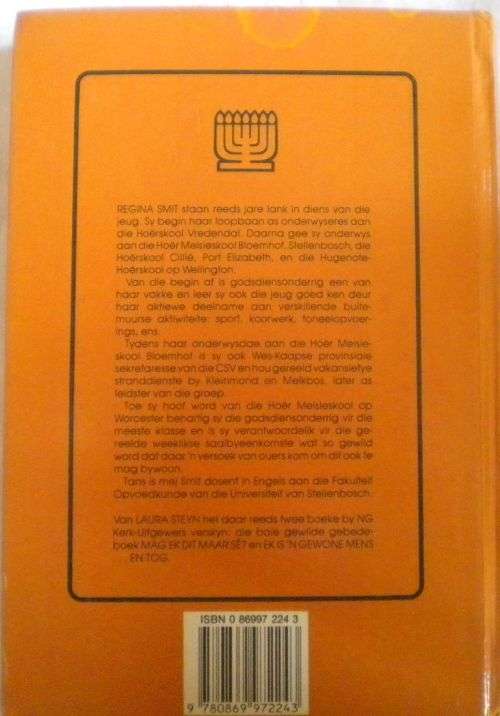 REGINA SMIT staan reeds jare lank in diens van die
jeug. Sy begin haar loopbaan as onderwyseres aan
die Hoërskool Vredendal. Daarna gee sy onderwys
aan die Hoër Meisieskool Bloemhof, Stellenbosch, die
Hoërskool Cillié, Port Elizabeth, en die Hugenote-
Hoërskool op Wellington.
Van die begin af is godsdiensonderrig een van
haar vakke en leer sy ook die jeug goed ken deur
haar aktiewe deelname aan verskillende buite-
muurse aktiwiteite: sport, koorwerk, toneelopvoer-
ings, ens.
Tydens haar onderwysdae aan die Hoër Meisie-
skool Bloemhof is sy ook Wes-Kaapse provinsiale
sekretaresse van die CSV en hou gereeld vakansietye
stranddienste by Kleinmond en Melkbos, later as
leidster van die groep.
Toe sy hoof word van die Hoër Meisieskool op
Worcester behartig sy die godsdiensonderrig vir die
meeste klasse en is sy verantwoordelik vir die ge-
reelde weeklikse saalbyeenkomste wat so gewild
word dat daar 'n versoek van ouers kom om dit ook te
mag bywoon.
Tans is mej Smit dosent in Engels aan die Fakulteit
Opvoedkunde van die Universiteit van Stellenbosch.
Van LAURA STEYN het daar reeds twee boeke by NG
Kerk-Uitgewers verskyn: die baie gewilde gebede-
boek MAG EK DIT MAAR SÊ? en EK IS 'N GEWONE MENS
... EN TOG.
ISBN 0 86997 224 3
9 780869 972243